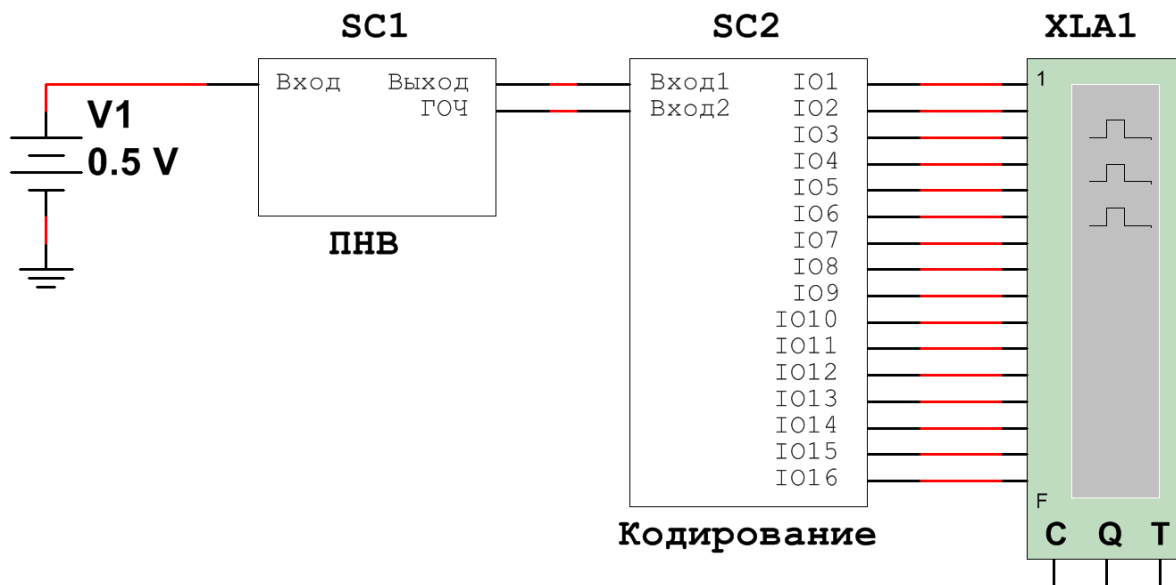 SC1
SC2
XLA1
V1
0.5 V
Вход
Выход
ГОЧ
ПНВ
Вход1
Вход2
IO1
IO2
IO3
IO4
IO5
IO6
IO7
IO8
IO9
IO10
IO11
IO12
IO13
IO14
IO15
IO16
Кодирование
1
F
C Q T